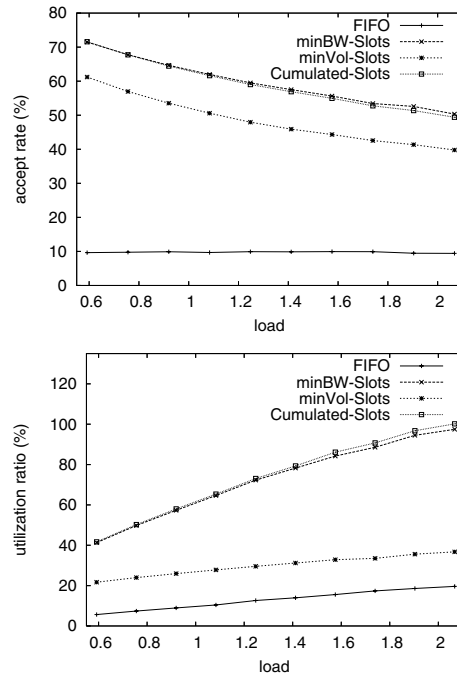 80
70
60
50
40
30
20
10
0
accept rate (%)
FIFO
minBW-Slots
minVol-Slots
Cumulated-Slots
0.6 0.8 1 1.2 1.4 1.6 1.8 2
load
120
100
80
60
40
20
0
utilization ratio (%)
FIFO
minBW-Slots
minVol-Slots
Cumulated-Slots
0.6 0.8 1 1.2 1.4 1.6 1.8 2
load